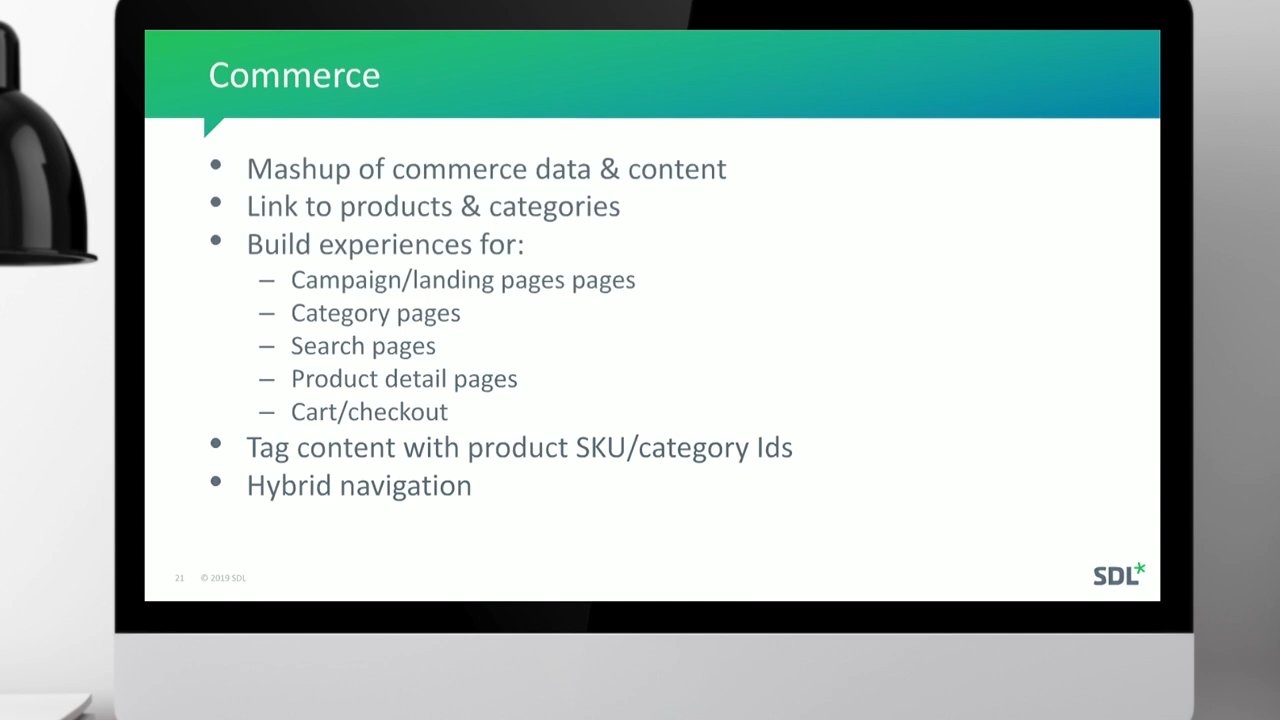 Commerce
• Mashup of commerce data & content
• Link to products & categories
• Build experiences for:
– Campaign/landing pages pages
– Category pages
– Search pages
– Product detail pages
– Cart/checkout
• Tag content with product SKU/category Ids
• Hybrid navigation
21 © 2019 SDL
SDL*